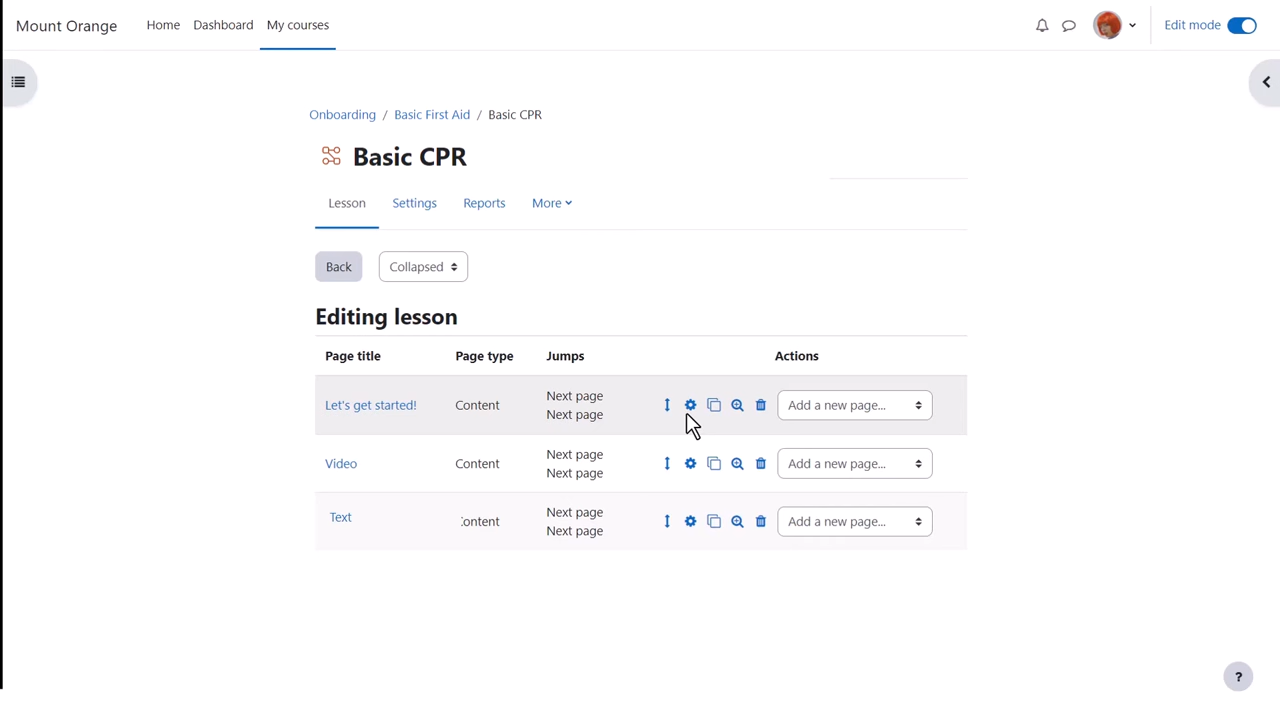 Mount Orange Home Dashboard My courses Edit mode
Onboarding / Basic First Aid / Basic CPR
Basic CPR
Lesson Settings Reports More
Back Collapsed
Editing lesson
Page title Page type Jumps Actions
Let's get started! Content Next page Next page Add a new page...
Video Content Next page Next page Add a new page...
Text Content Next page Next page Add a new page...
?